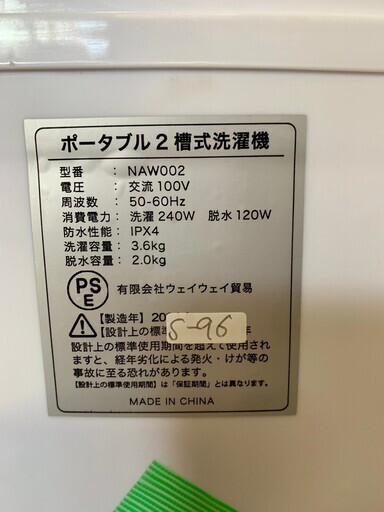 ポータブル2槽式洗濯機
型番 : NAW002
電圧 : 交流100V
周波数 : 50-60Hz
消費電力 : 洗濯 240W 脱水 120W
防水性能 : IPX4
洗濯容量 : 3.6kg
脱水容量 : 2.0kg
PSE 有限会社ウェイウェイ貿易
【製造年】20
S-96
【設計上の標準 年
設計上の標準使用期間を超えて使用され
ますと、経年劣化による発火・けが等の
事故に至る恐れがあります。
【設計上の標準使用期間】は「保証期間」とは異なります。
MADE IN CHINA